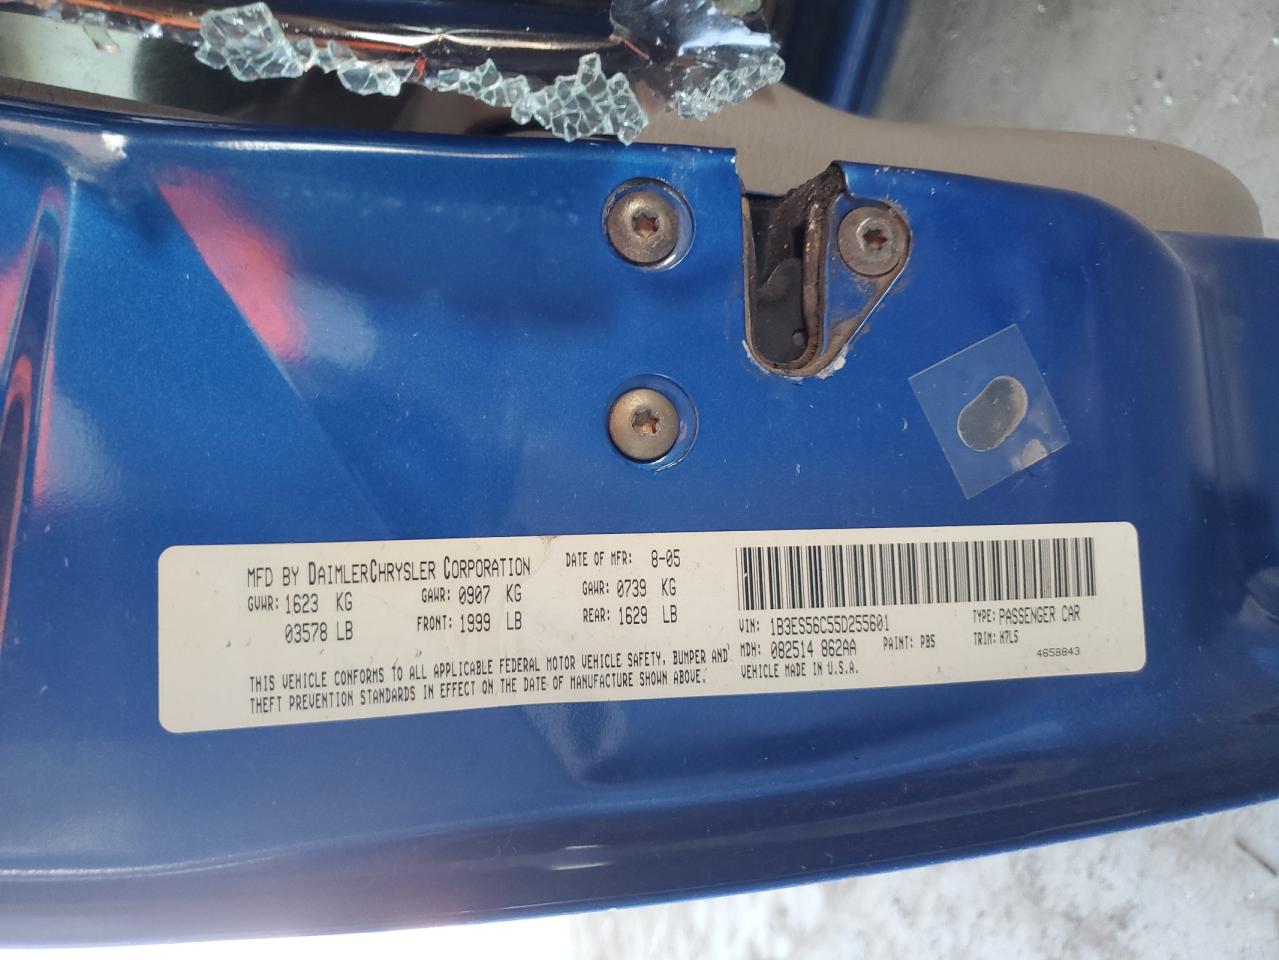 MFD BY DAIMLERCHRYSLER CORPORATION DATE OF MFR: 8-05
GVWR: 1623 KG GAWR: 0907 KG GAWR: 0739 KG
03578 LB FRONT: 1999 LB REAR: 1629 LB
THIS VEHICLE CONFORMS TO ALL APPLICABLE FEDERAL MOTOR VEHICLE SAFETY, BUMPER AND
THEFT PREVENTION STANDARDS IN EFFECT ON THE DATE OF MANUFACTURE SHOWN ABOVE.
VIN: 1B3ES56C55D255601 TYPE: PASSENGER CAR
MDH: 082514 862AA PAINT: PB5 TRIM: H7L5
VEHICLE MADE IN U.S.A. 4658843